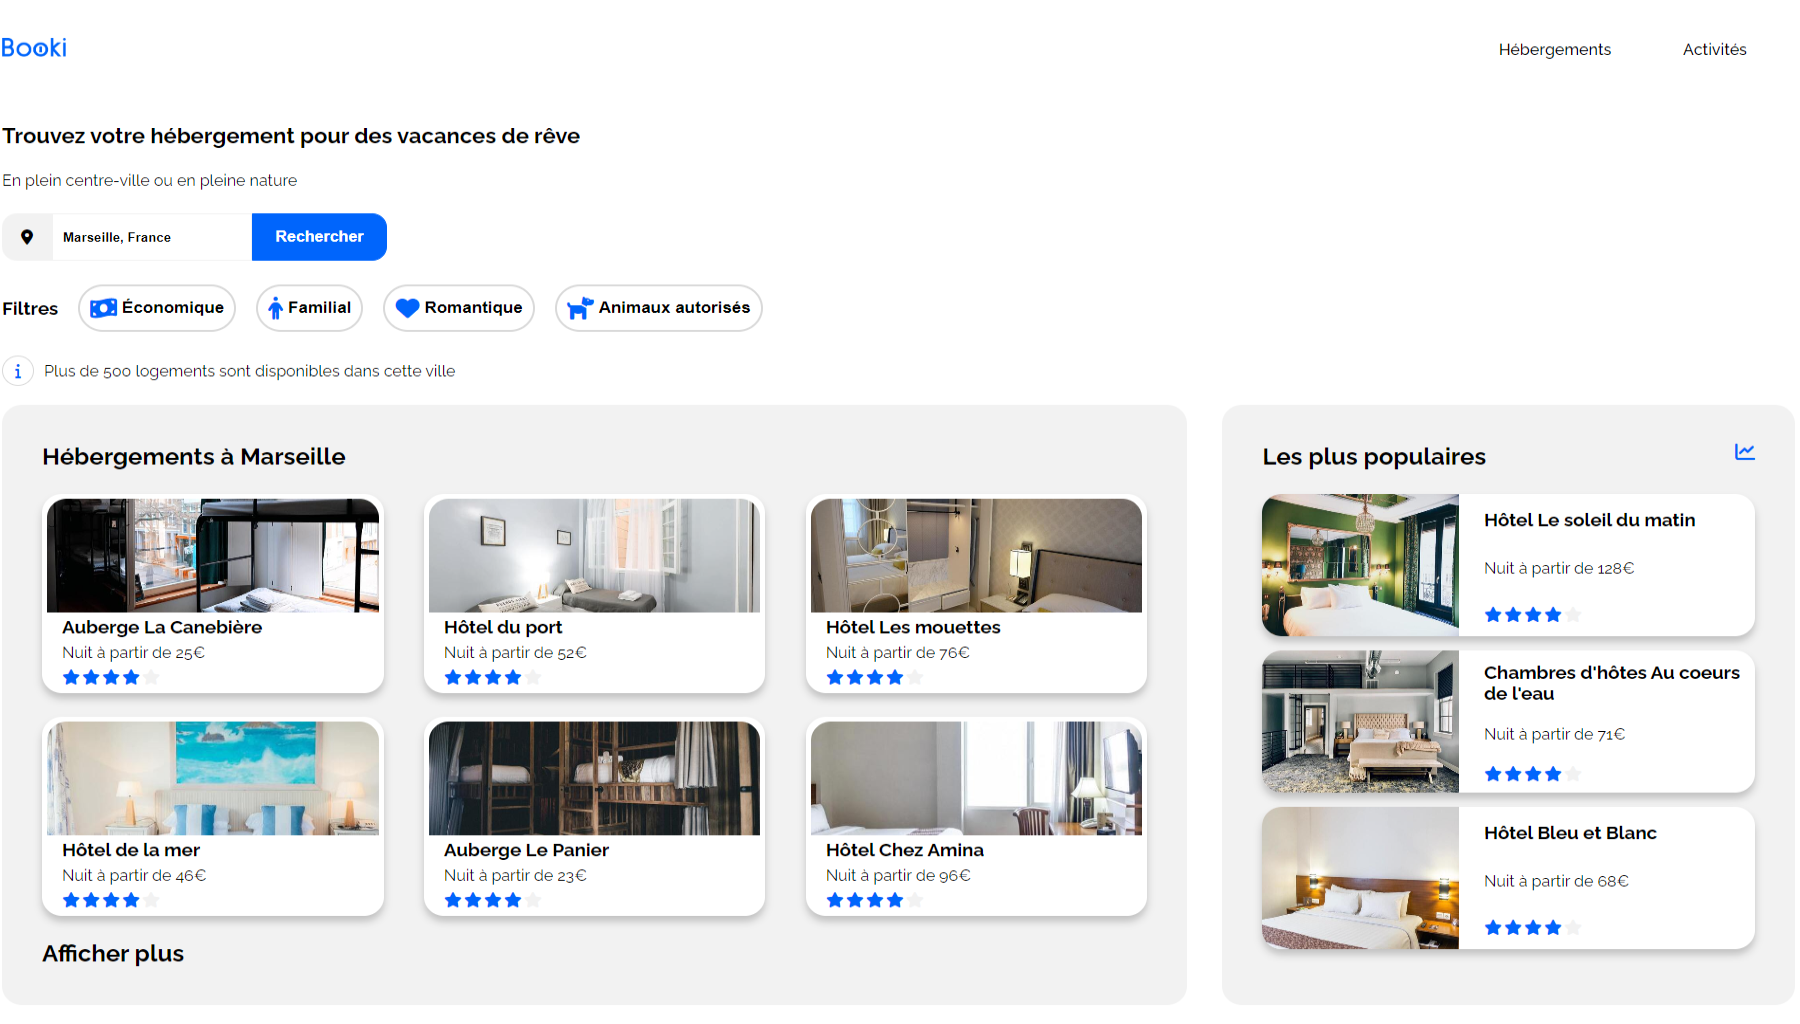 Booki
Hébergements
Activités
Trouvez votre hébergement pour des vacances de rêve
En plein centre-ville ou en pleine nature
Marseille, France
Rechercher
Filtres
Économique
Familial
Romantique
Animaux autorisés
Plus de 500 logements sont disponibles dans cette ville
Hébergements à Marseille
Auberge La Canebière
Nuit à partir de 25€
Hôtel du port
Nuit à partir de 52€
Hôtel Les mouettes
Nuit à partir de 76€
Hôtel de la mer
Nuit à partir de 46€
Auberge Le Panier
Nuit à partir de 23€
Hôtel Chez Amina
Nuit à partir de 96€
Afficher plus
Les plus populaires
Hôtel Le soleil du matin
Nuit à partir de 128€
Chambres d'hôtes Au coeurs
de l'eau
Nuit à partir de 71€
Hôtel Bleu et Blanc
Nuit à partir de 68€